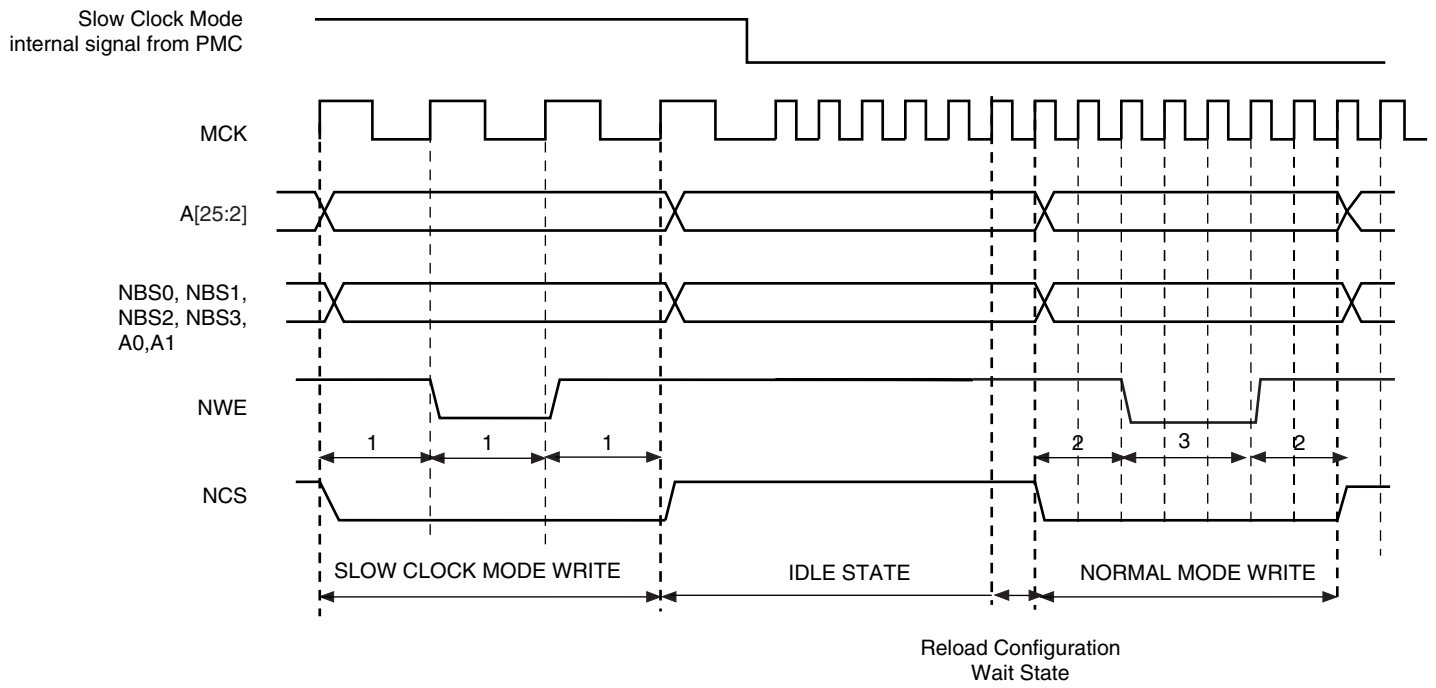 Slow Clock Mode
internal signal from PMC
MCK
A[25:2]
NBS0, NBS1,
NBS2, NBS3,
A0,A1
NWE
1 1 1 2 3 2
NCS
SLOW CLOCK MODE WRITE IDLE STATE NORMAL MODE WRITE
Reload Configuration
Wait State